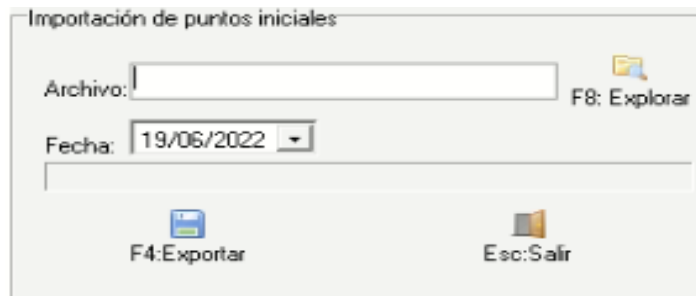 Importación de puntos iniciales
Archivo:
F8: Explorar
Fecha: 19/06/2022
F4:Exportar Esc:Salir